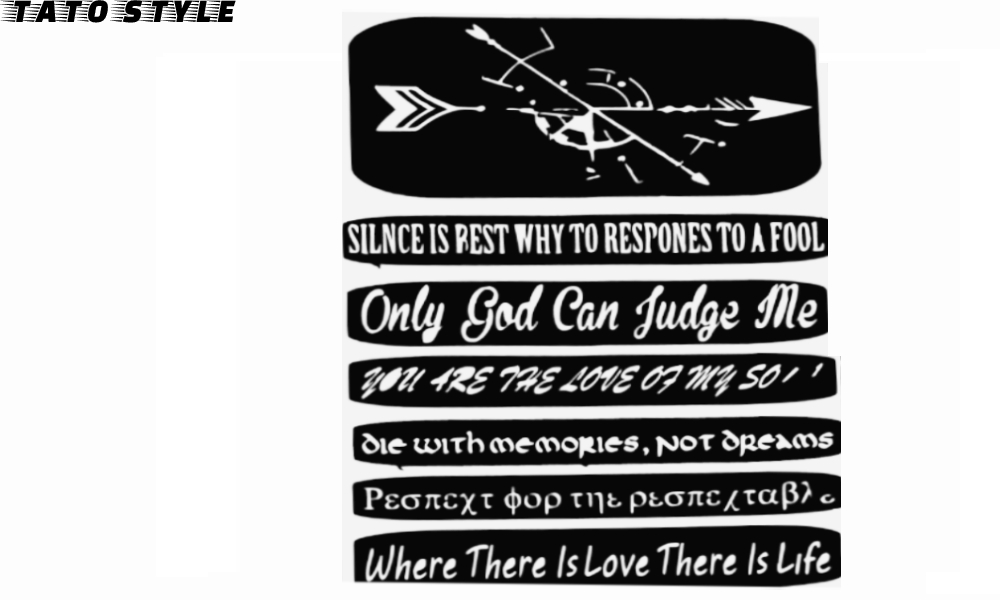 TATO STYLE
SILNCE IS BEST WHY TO RESPONES TO A FOOL
Only God Can Judge Me
YOU ARE THE LOVE OF MY
DIE WITH MEMORIES, NOT DREAMS
Ρεσπεχτ φορ τηε ρεσπεχταβλε
Where There Is Love There Is Life